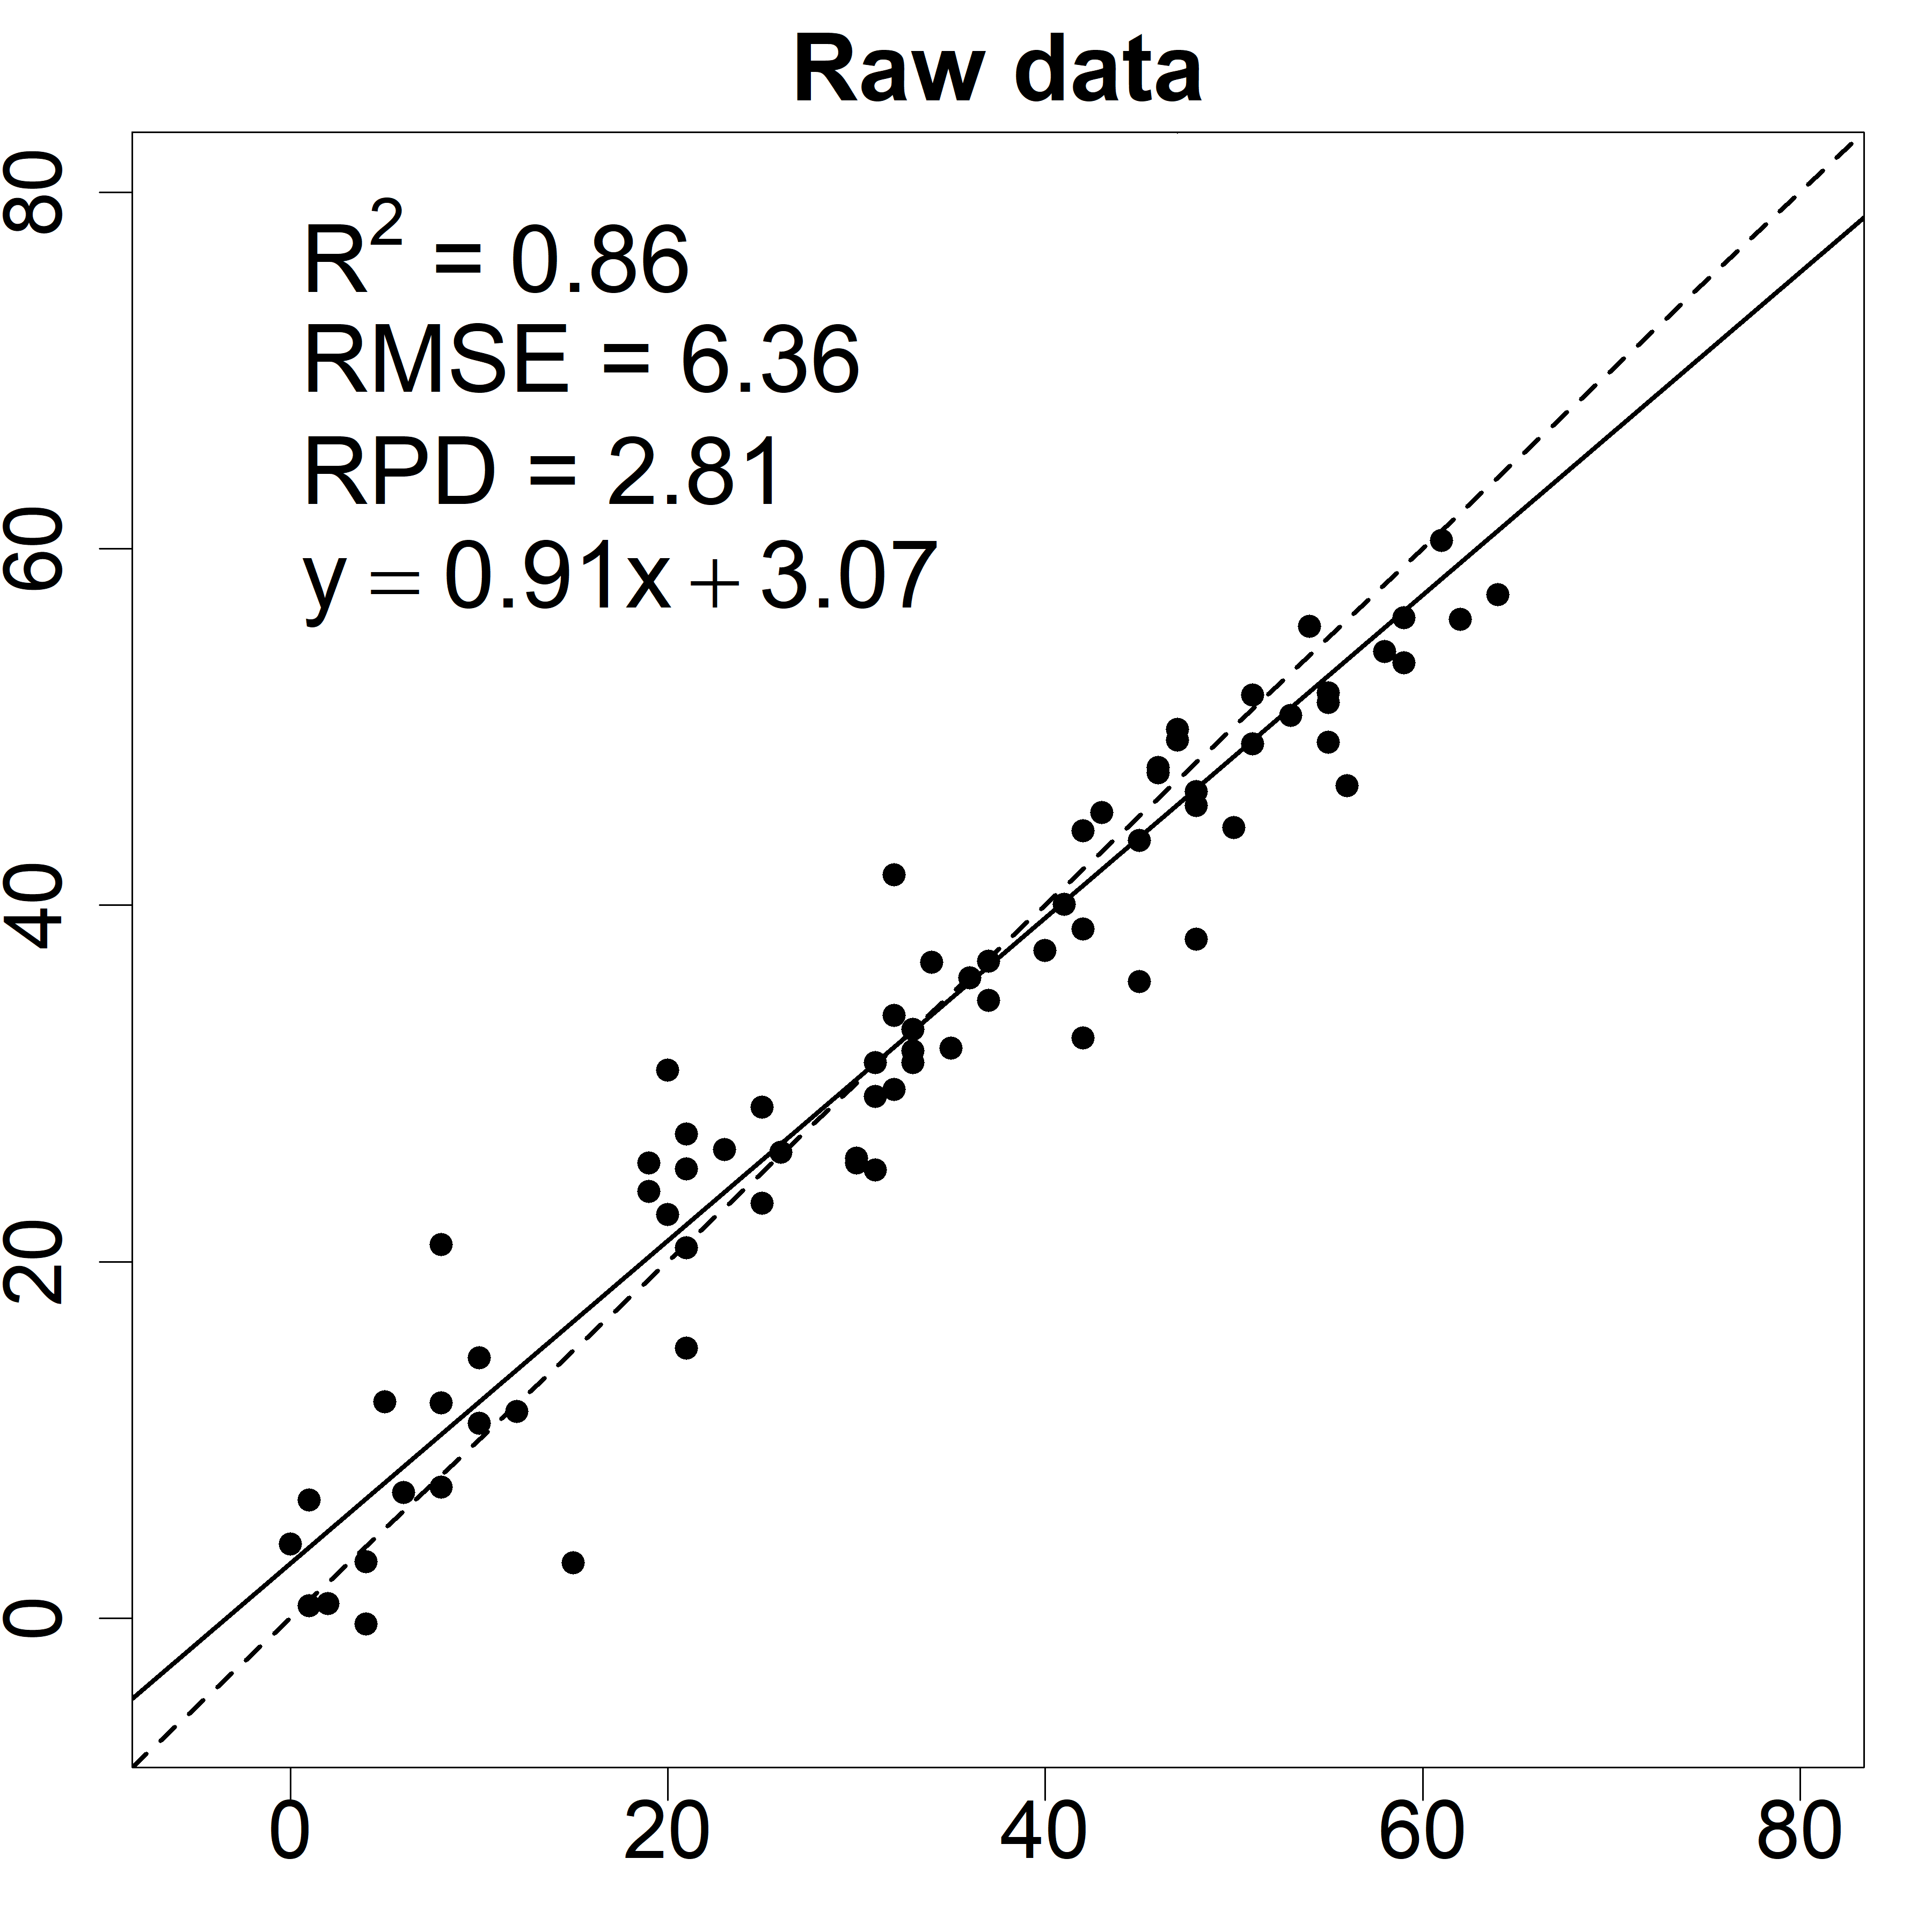 Raw data
80
60
40
20
0
R² = 0.86
RMSE = 6.36
RPD = 2.81
y = 0.91x + 3.07
0 20 40 60 80